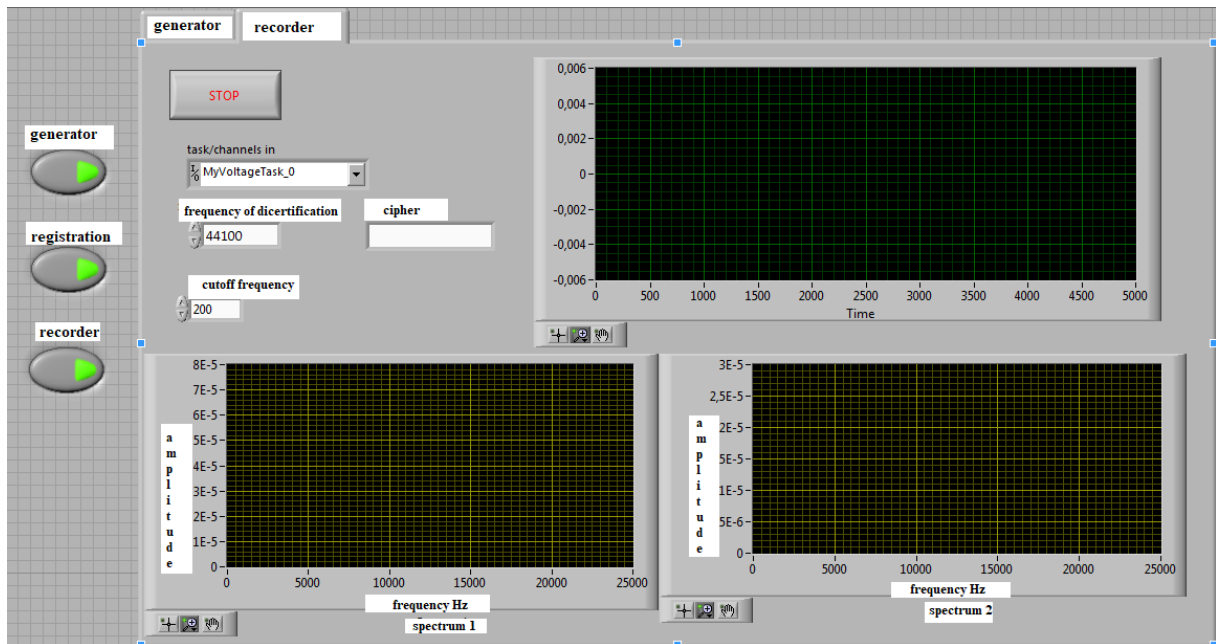 generator
recorder
STOP
task/channels in
MyVoltageTask_0
frequency of dicertification
44100
cipher
cutoff frequency
200
generator
registration
recorder
0,006
0,004
0,002
0
-0,002
-0,004
-0,006
0 500 1000 1500 2000 2500 3000 3500 4000 4500 5000
Time
8E-5
7E-5
6E-5
5E-5
4E-5
3E-5
2E-5
1E-5
0
amplitude
0 5000 10000 15000 20000 25000
frequency Hz
spectrum 1
3E-5
2,5E-5
2E-5
5E-5
1E-5
5E-6
0
amplitude
0 5000 10000 15000 20000 25000
frequency Hz
spectrum 2